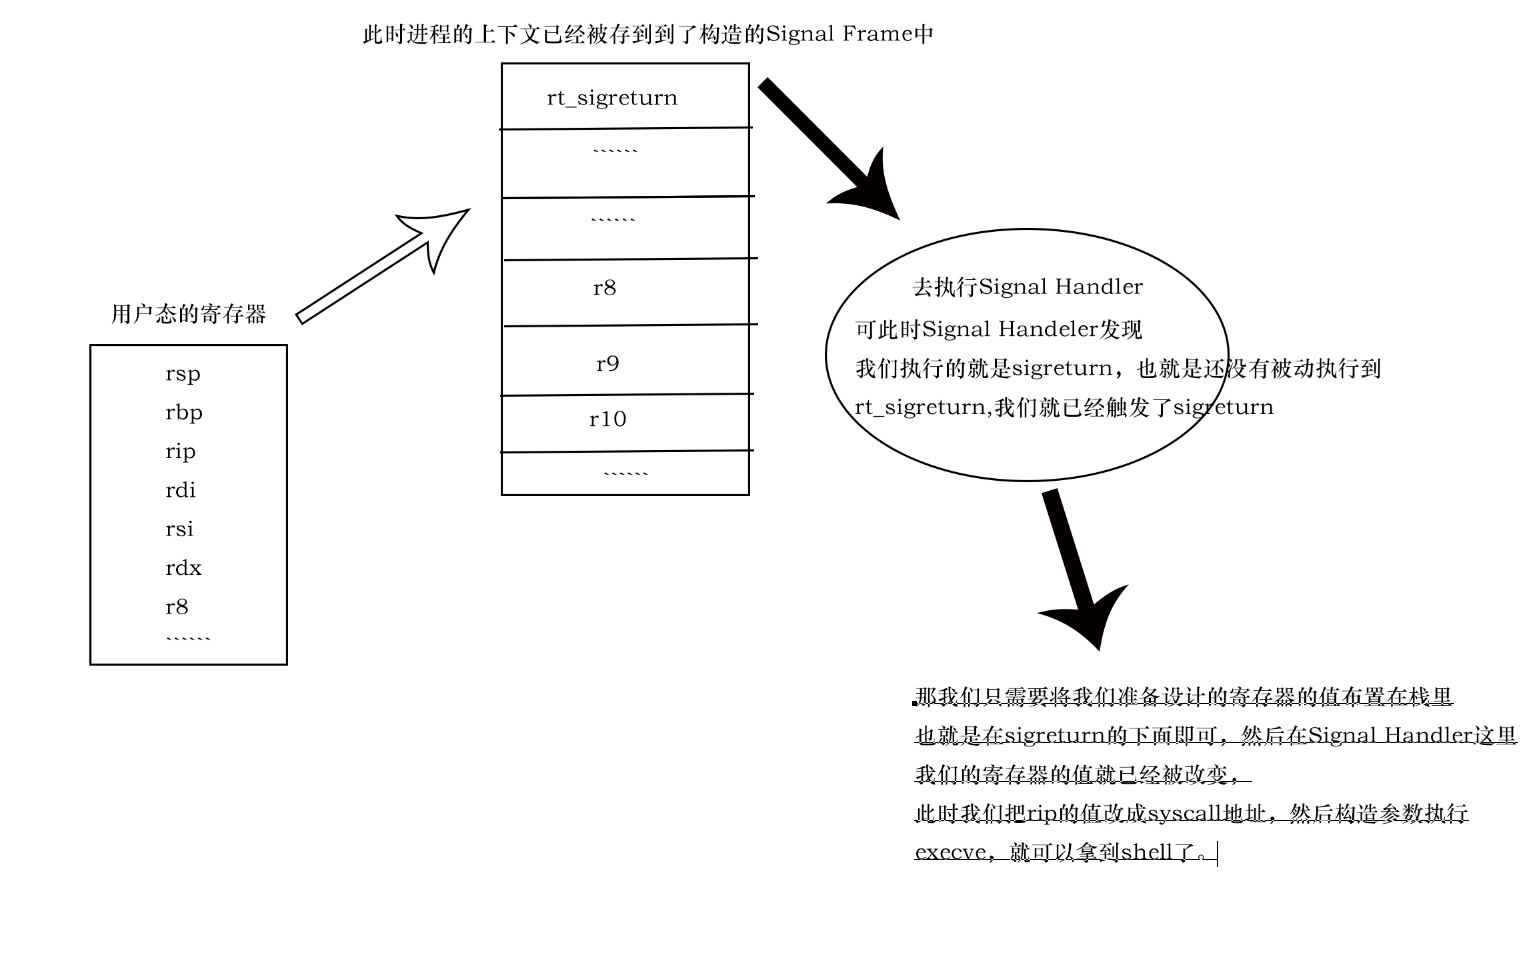 此时进程的上下文已经被存到到了构造的Signal Frame中
rt_sigreturn
``````
``````
r8
r9
r10
``````
用户态的寄存器
rsp
rbp
rip
rdi
rsi
rdx
r8
``````
去执行Signal Handler
可此时Signal Handeler发现
我们执行的就是sigreturn，也就是还没有被动执行到
rt_sigreturn,我们就已经触发了sigreturn
那我们只需要将我们准备设计的寄存器的值布置在栈里
也就是在sigreturn的下面即可，然后在Signal Handler这里
我们的寄存器的值就已经被改变，
此时我们把rip的值改成syscall地址，然后构造参数执行
execve，就可以拿到shell了。